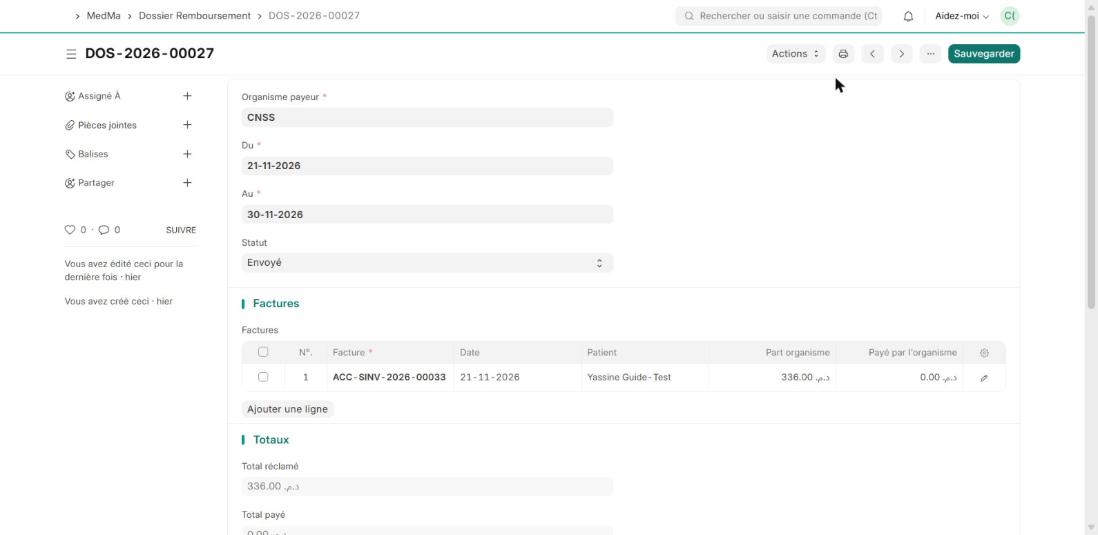 MedMa > Dossier Remboursement > DOS-2026-00027
Rechercher ou saisir une commande (Ct
Aidez-moi
C(
DOS-2026-00027
Actions
Sauvegarder
Assigné À
Pièces jointes
Balises
Partager
0 · 0 SUIVRE
Vous avez édité ceci pour la
dernière fois · hier
Vous avez créé ceci · hier
Organisme payeur *
CNSS
Du *
21-11-2026
Au *
30-11-2026
Statut
Envoyé
Factures
Factures
N°. Facture * Date Patient Part organisme Payé par l'organisme
1 ACC-SINV-2026-00033 21-11-2026 Yassine Guide-Test 336.00 د.م. 0.00 د.م.
Ajouter une ligne
Totaux
Total réclamé
336.00 د.م.
Total payé
0.00 د.م.